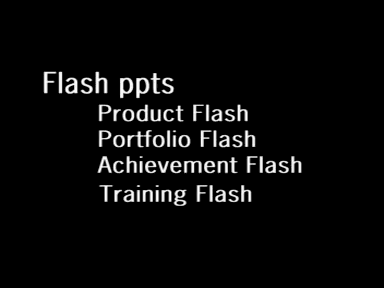 Flash ppts
Product Flash
Portfolio Flash
Achievement Flash
Training Flash